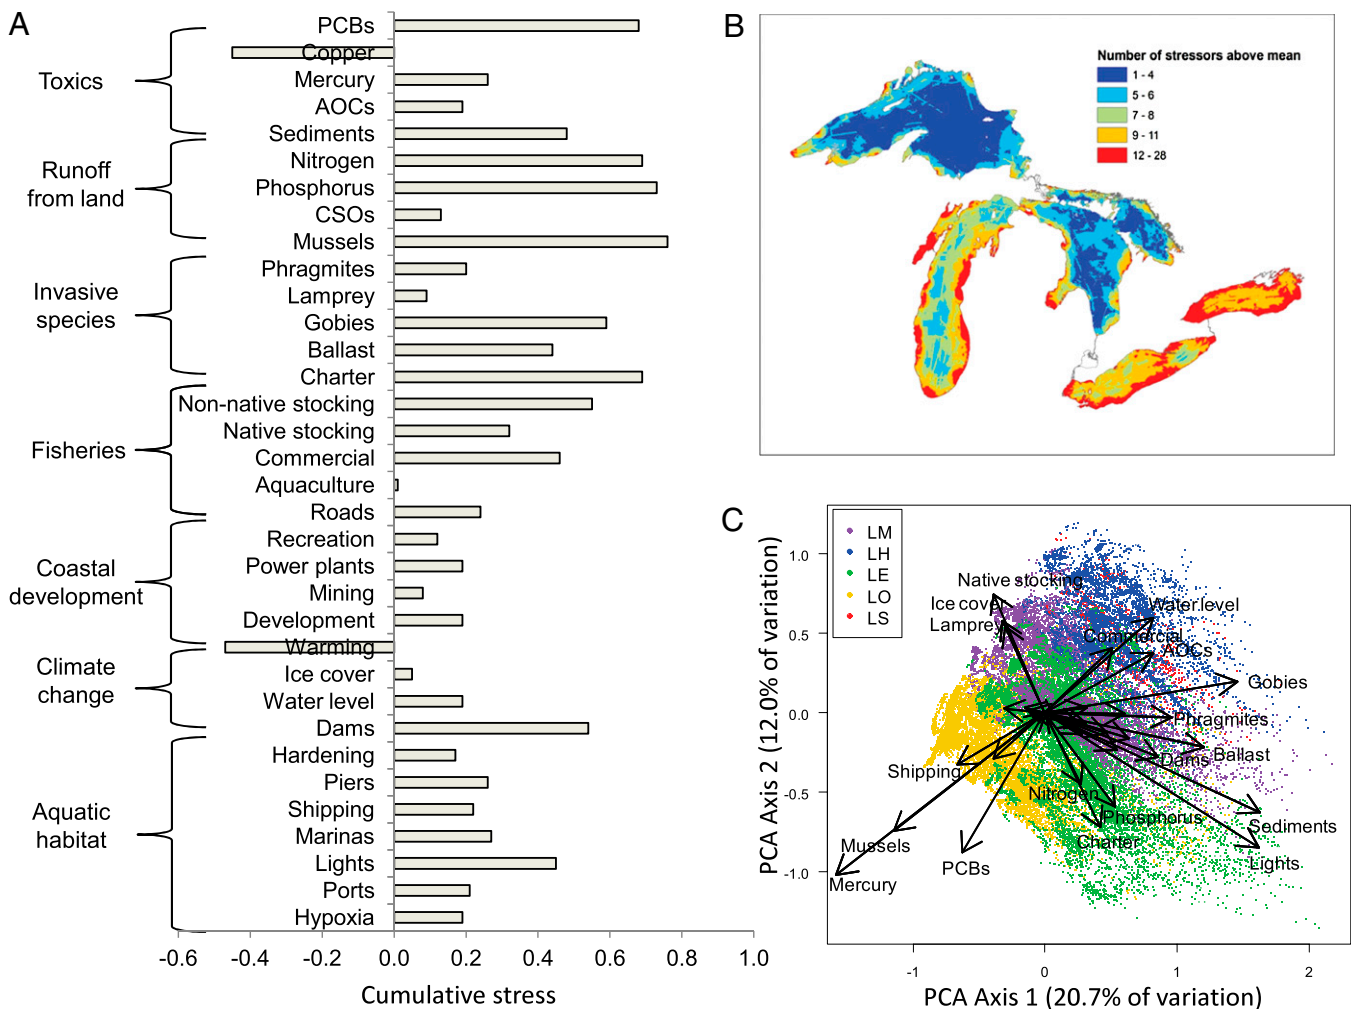 A
PCBs
Copper
Mercury
AOCs
Sediments
Nitrogen
Phosphorus
CSOs
Mussels
Phragmites
Lamprey
Gobies
Ballast
Charter
Non-native stocking
Native stocking
Commercial
Aquaculture
Roads
Recreation
Power plants
Mining
Development
Warming
Ice cover
Water level
Dams
Hardening
Piers
Shipping
Marinas
Lights
Ports
Hypoxia
Toxics
Runoff
from land
Invasive
species
Fisheries
Coastal
development
Climate
change
Aquatic
habitat
-0.6 -0.4 -0.2 0.0 0.2 0.4 0.6 0.8 1.0
Cumulative stress
B
Number of stressors above mean
1 - 4
5 - 6
7 - 8
9 - 11
12 - 28
C
LM
LH
LE
LO
LS
PCA Axis 2 (12.0% of variation)
1.0
0.5
0.0
-0.5
-1.0
Native stocking
Ice cover
Lamprey
Water level
Commercial
AOCs
Gobies
Phragmites
Ballast
Dams
Shipping
Nitrogen
Phosphorus
Sediments
Charter
Mussels
PCBs
Lights
Mercury
-1 0 1 2
PCA Axis 1 (20.7% of variation)